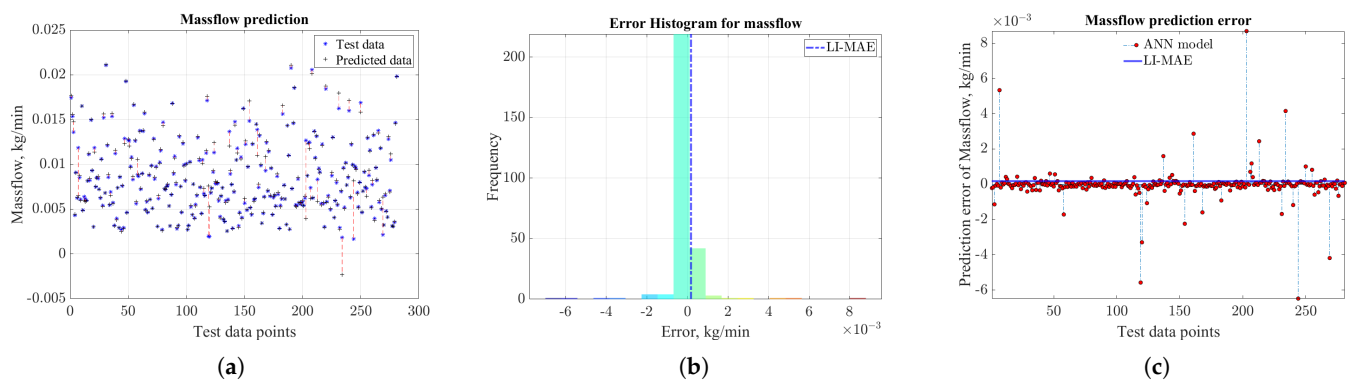 Massflow prediction
Test data
Predicted data
0.025
0.02
0.015
0.01
0.005
0
-0.005
Massflow, kg/min
0 50 100 150 200 250 300
Test data points
(a)
Error Histogram for massflow
LI-MAE
200
150
100
50
0
Frequency
-6 -4 -2 0 2 4 6 8
×10⁻³
Error, kg/min
(b)
×10⁻³
Massflow prediction error
ANN model
LI-MAE
8
6
4
2
0
-2
-4
-6
Prediction error of Massflow, kg/min
50 100 150 200 250
Test data points
(c)